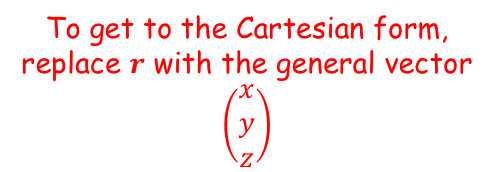 To get to the Cartesian form,
replace r with the general vector
x
y
z